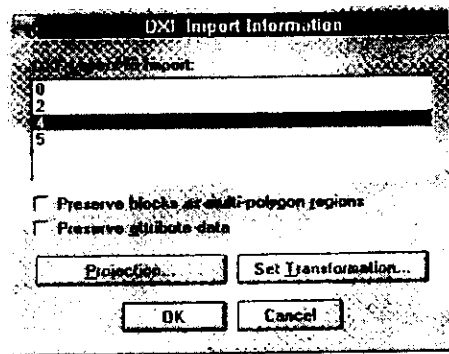 DXF Import Information
to Import:
0
2
4
5
Preserve blocks as multi-polygon regions
Preserve attribute data
Projection...
Set Transformation...
OK
Cancel